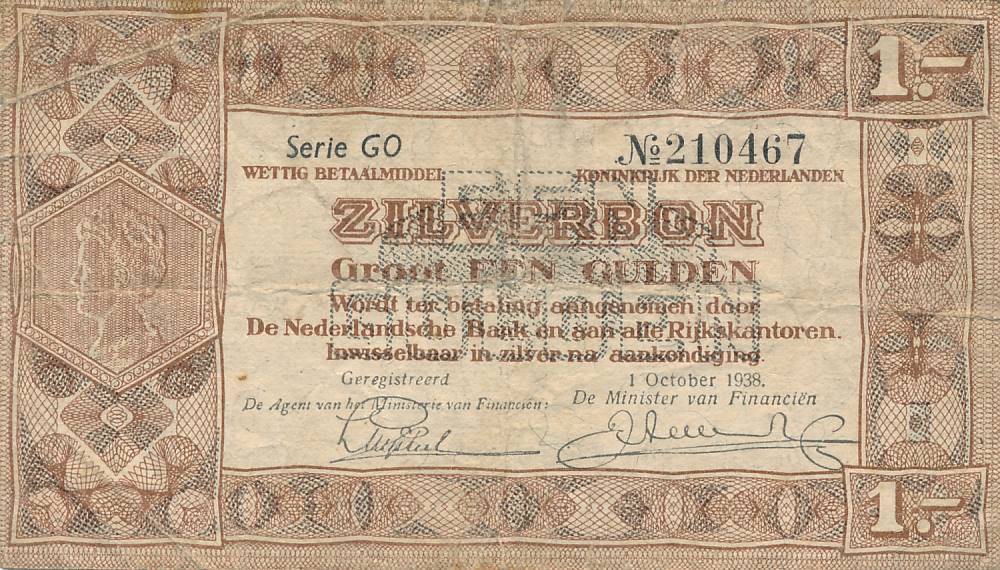 1.—
Serie GO № 210467
WETTIG BETAALMIDDEL KONINKRIJK DER NEDERLANDEN
ZILVERBON
Groot EEN GULDEN
Wordt ter betaling aangenomen door
De Nederlandsche Bank en aan alle Rijkskantoren.
Inwisselbaar in zilver na aankondiging.
Geregistreerd 1 October 1938.
De Agent van het Ministerie van Financiën: De Minister van Financiën
1.—